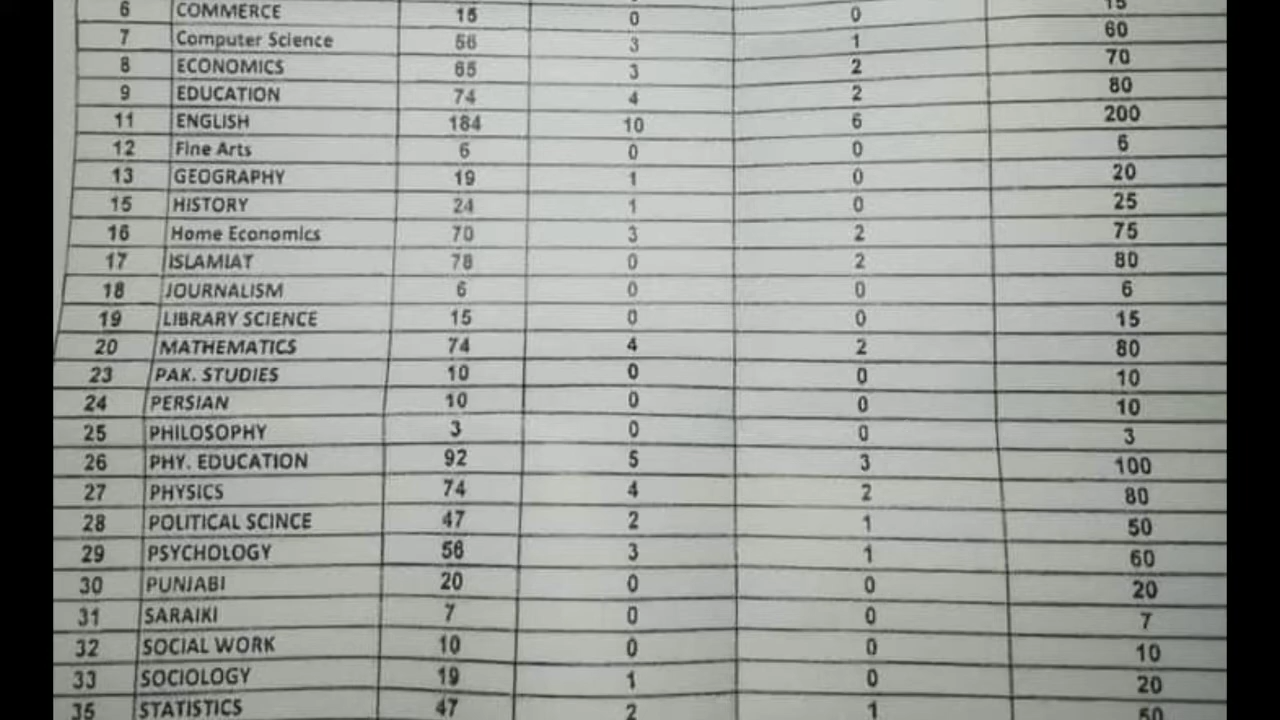 6 COMMERCE 15 0 0 15
7 Computer Science 56 3 1 60
8 ECONOMICS 65 3 2 70
9 EDUCATION 74 4 2 80
11 ENGLISH 184 10 6 200
12 Fine Arts 6 0 0 6
13 GEOGRAPHY 19 1 0 20
15 HISTORY 24 1 0 25
16 Home Economics 70 3 2 75
17 ISLAMIAT 78 0 2 80
18 JOURNALISM 6 0 0 6
19 LIBRARY SCIENCE 15 0 0 15
20 MATHEMATICS 74 4 2 80
23 PAK. STUDIES 10 0 0 10
24 PERSIAN 10 0 0 10
25 PHILOSOPHY 3 0 0 3
26 PHY. EDUCATION 92 5 3 100
27 PHYSICS 74 4 2 80
28 POLITICAL SCINCE 47 2 1 50
29 PSYCHOLOGY 56 3 1 60
30 PUNJABI 20 0 0 20
31 SARAIKI 7 0 0 7
32 SOCIAL WORK 10 0 0 10
33 SOCIOLOGY 19 1 0 20
35 STATISTICS 47 2 1 50